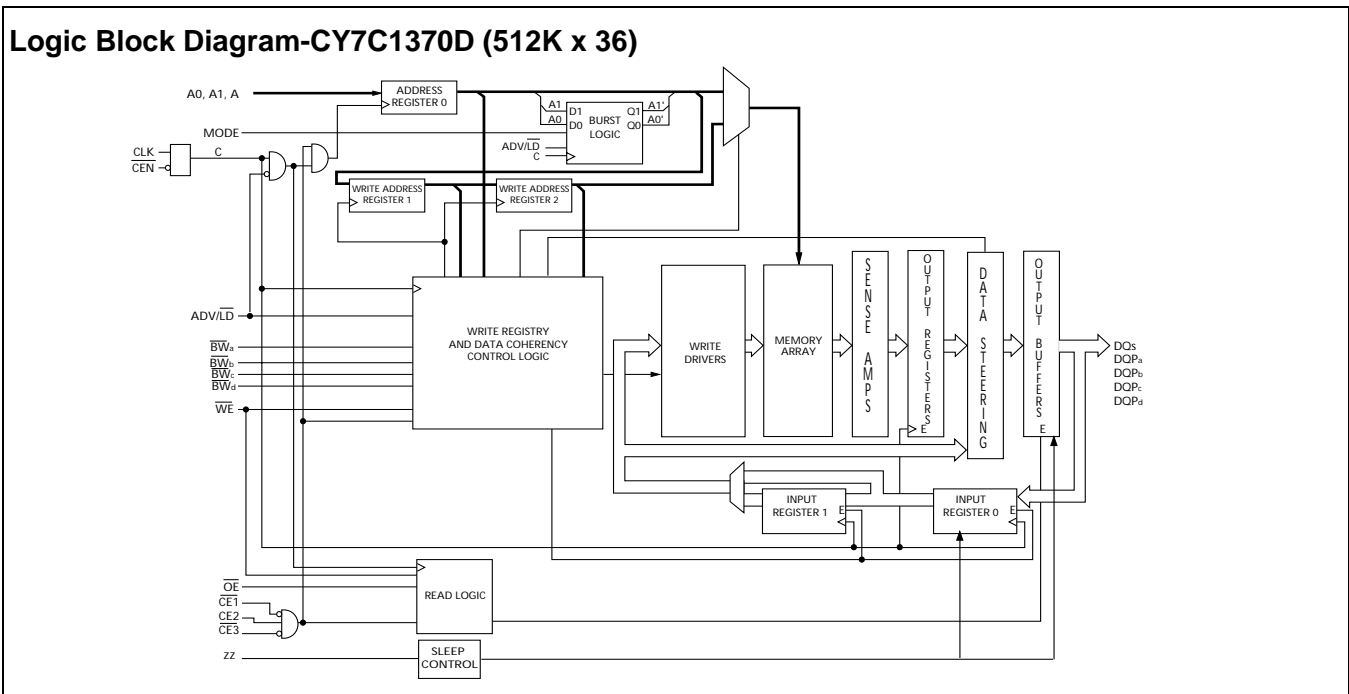 Logic Block Diagram-CY7C1370D (512K x 36)
A0, A1, A
ADDRESS
REGISTER 0
A1
A0
D1
D0
BURST
LOGIC
Q1
Q0
A1'
A0'
MODE
ADV/LD
C
CLK
CEN
C
WRITE ADDRESS
REGISTER 1
WRITE ADDRESS
REGISTER 2
ADV/LD
BWa
BWb
BWc
BWd
WE
WRITE REGISTRY
AND DATA COHERENCY
CONTROL LOGIC
WRITE
DRIVERS
MEMORY
ARRAY
SENSE AMPS
OUTPUT REGISTERS
E
DATA STEERING
OUTPUT BUFFERS
E
DQs
DQPa
DQPb
DQPc
DQPd
INPUT
REGISTER 1
E
INPUT
REGISTER 0
E
OE
CE1
CE2
CE3
READ LOGIC
ZZ
SLEEP
CONTROL